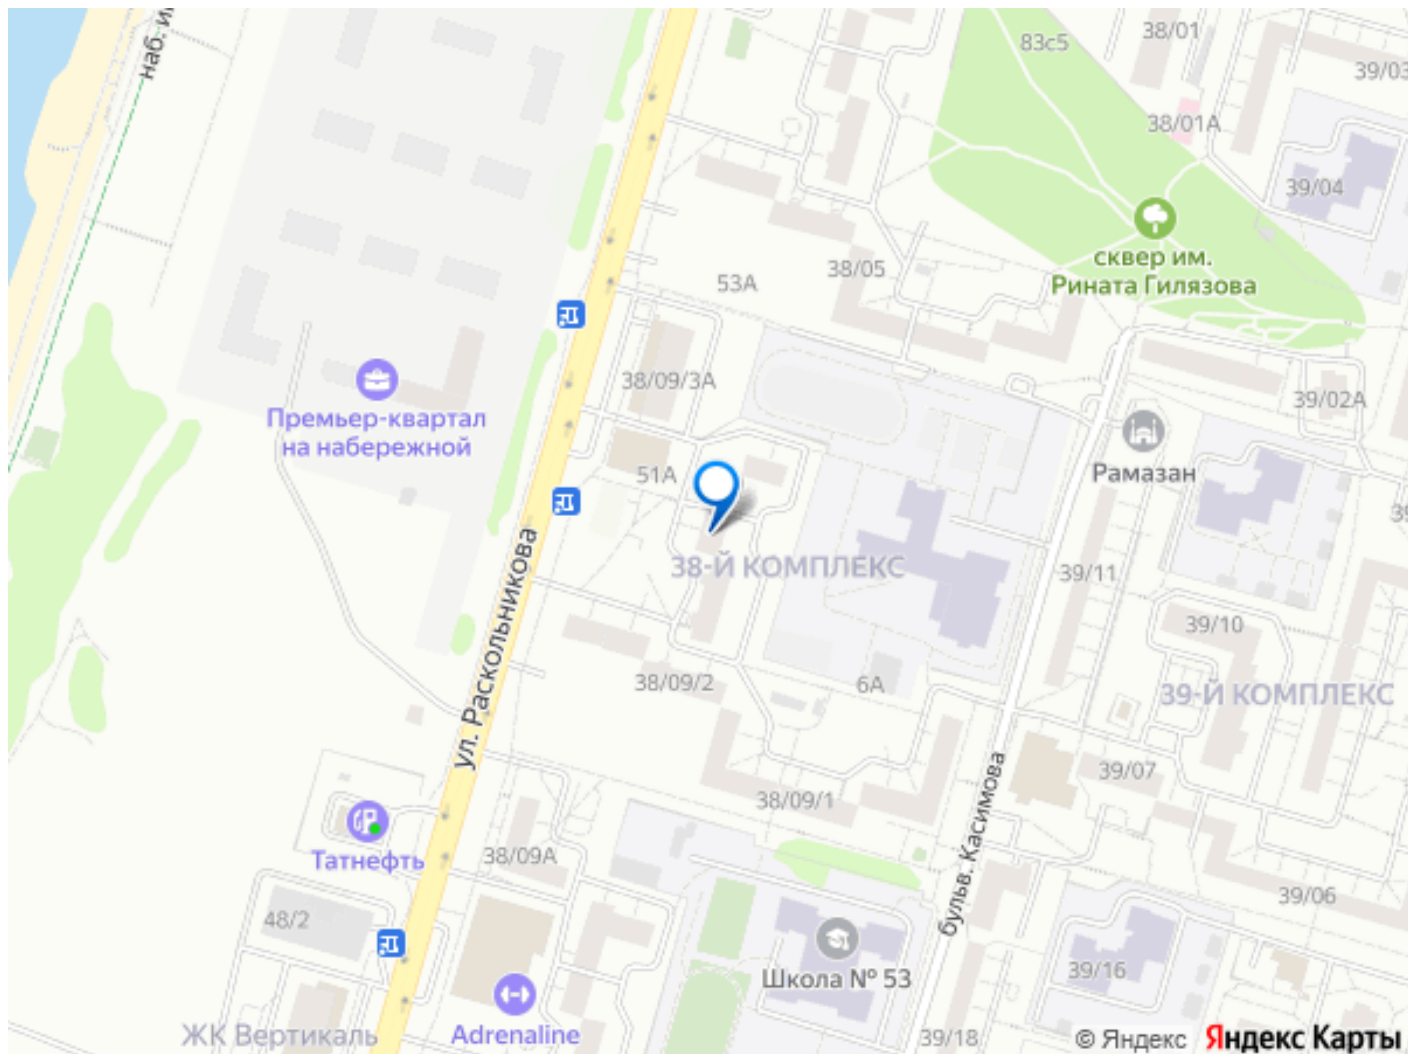 наб. и
83с5
38/01
39/03
38/01А
39/04
сквер им.
Рината Гилязова
38/05
53А
38/09/3А
39/02А
Премьер-квартал
на набережной
Рамазан
51А
39
38-Й КОМПЛЕКС
39/11
ул. Раскольникова
39/10
38/09/2
6А
39-Й КОМПЛЕКС
39/07
38/09/1
бульв. Касимова
Татнефть
38/09А
39/06
48/2
Школа № 53
39/16
ЖК Вертикаль
Adrenaline
39/18
© Яндекс Яндекс Карты